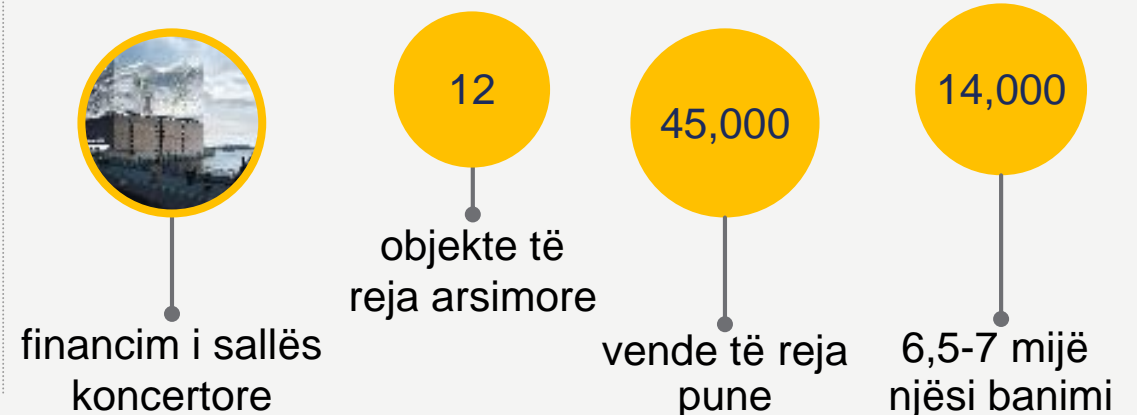 financim i sallës
koncertore
12
objekte të
reja arsimore
45,000
vende të reja
pune
14,000
6,5-7 mijë
njësi banimi